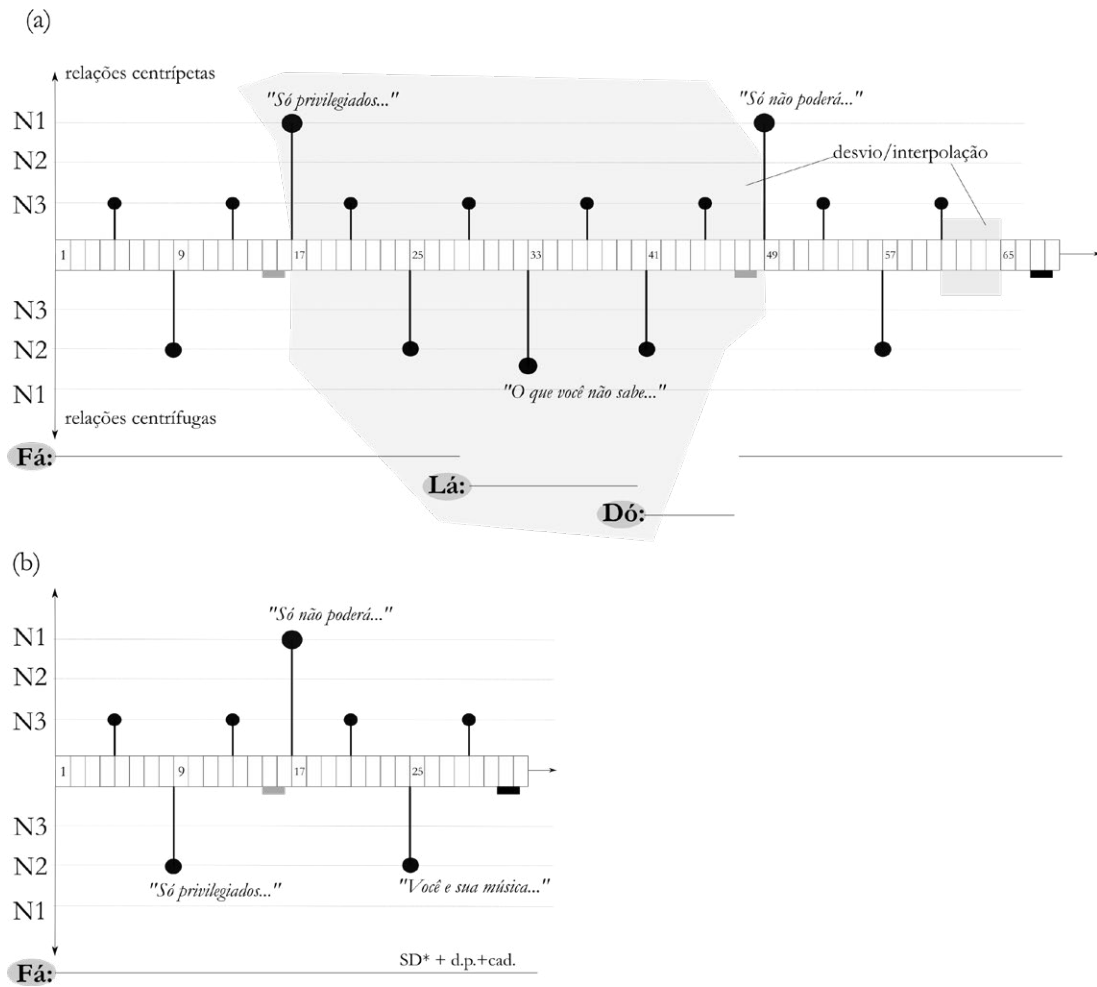 (a)
relações centrípetas
"Só privilegiados..." "Só não poderá..."
N1
desvio/interpolação
N2
N3
1 9 17 25 33 41 49 57 65
N3
N2
N1
"O que você não sabe..."
relações centrífugas
Fá:
Lá:
Dó:
(b)
"Só não poderá..."
N1
N2
N3
1 9 17 25
N3
N2
"Só privilegiados..." "Você e sua música..."
N1
SD* + d.p.+cad.
Fá: